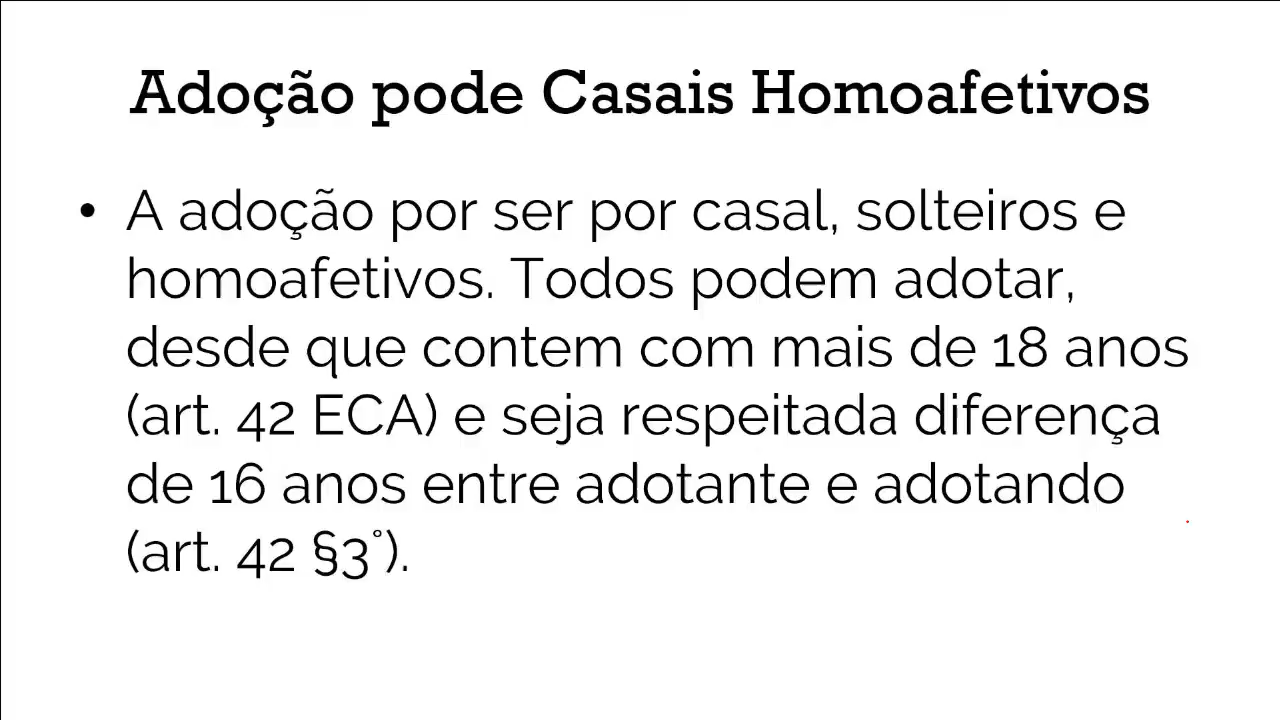 Adoção pode Casais Homoafetivos
• A adoção por ser por casal, solteiros e
homoafetivos. Todos podem adotar,
desde que contem com mais de 18 anos
(art. 42 ECA) e seja respeitada diferença
de 16 anos entre adotante e adotando
(art. 42 §3°).